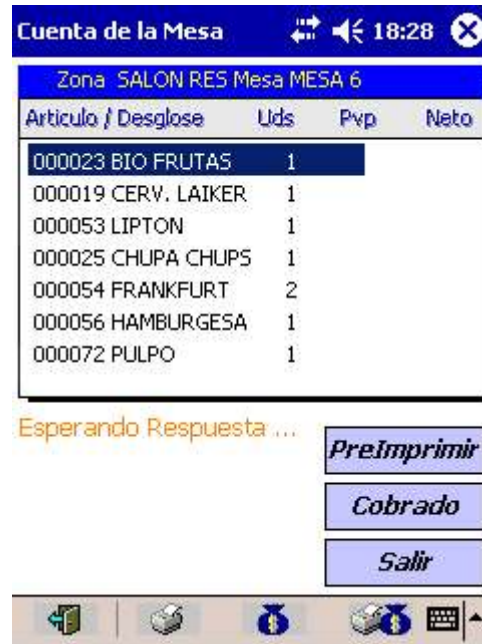 Cuenta de la Mesa 18:28
Zona SALON RES Mesa MESA 6
Articulo / Desglose Uds Pvp Neto
000023 BIO FRUTAS 1
000019 CERV. LAIKER 1
000053 LIPTON 1
000025 CHUPA CHUPS 1
000054 FRANKFURT 2
000056 HAMBURGESA 1
000072 PULPO 1
Esperando Respuesta ...
PreImprimir
Cobrado
Salir